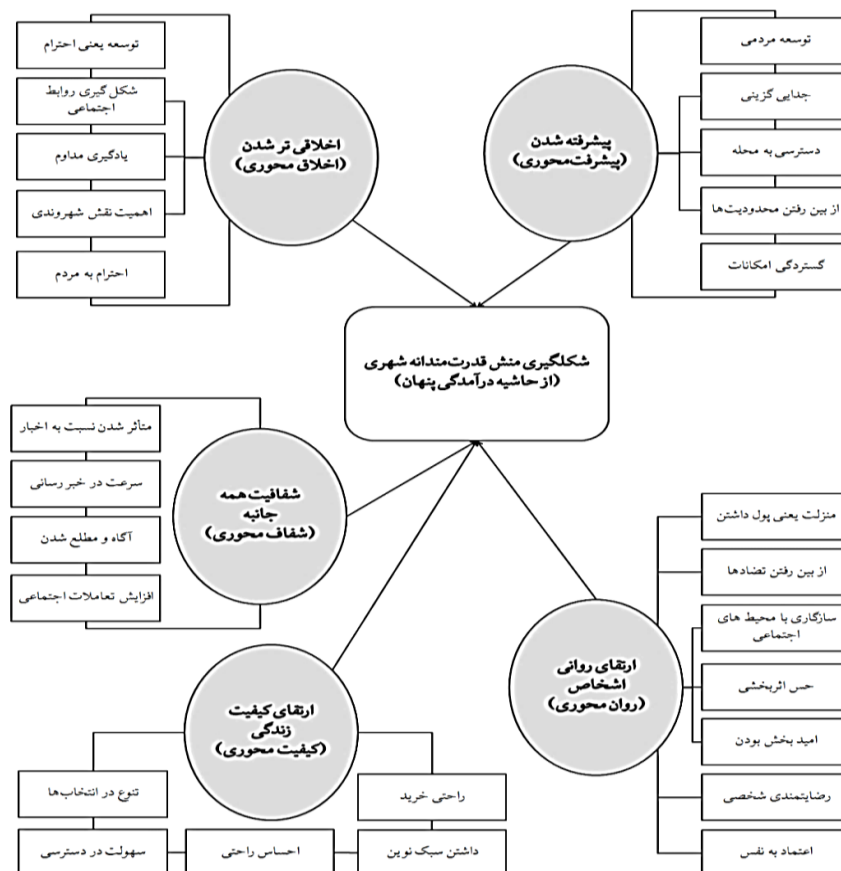 توسعه مردمی
جدایی گزینی
دسترسی به محله
از بین رفتن محدودیت‌ها
گستردگی امکانات
پیشرفته شدن
(پیشرفت‌محوری)
توسعه یعنی احترام
شکل گیری روابط
اجتماعی
یادگیری مداوم
اهمیت نقش شهروندی
احترام به مردم
اخلاقی تر شدن
(اخلاق محوری)
شکلگیری منش قدرت‌مندانه شهری
(از حاشیه درآمدگی پنهان)
متأثر شدن نسبت به اخبار
سرعت در خبر رسانی
آگاه و مطلع شدن
افزایش تعاملات اجتماعی
شفافیت همه
جانبه
(شفاف محوری)
منزلت یعنی پول داشتن
از بین رفتن تضادها
سازگاری با محیط های
اجتماعی
حس اثربخشی
امید بخش بودن
رضایتمندی شخصی
اعتماد به نفس
ارتقای روانی
اشخاص
(روان محوری)
ارتقای کیفیت
زندگی
(کیفیت محوری)
راحتی خرید
تنوع در انتخاب‌ها
داشتن سبک نوین
احساس راحتی
سهولت در دسترسی